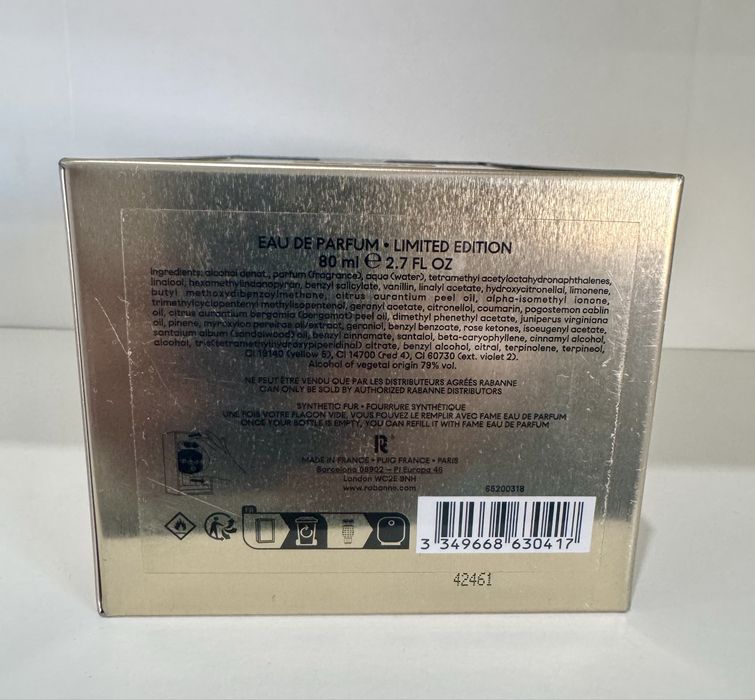 EAU DE PARFUM • LIMITED EDITION
80 ml ℮ 2.7 FL OZ
Ingredients: alcohol denat., parfum (fragrance), aqua (water), tetramethyl acetyloctahydronaphthalenes,
linalool, hexamethylindanopyran, benzyl salicylate, vanillin, linalyl acetate, hydroxycitronellal, limonene,
butyl methoxydibenzoylmethane, citrus aurantium peel oil, alpha-isomethyl ionone,
trimethylcyclopentenyl methylisopentenol, geranyl acetate, citronellol, coumarin, pogostemon cablin
oil, citrus aurantium bergamia (bergamot) peel oil, dimethyl phenethyl acetate, juniperus virginiana
oil, pinene, myroxylon pereirae oil/extract, geraniol, benzyl benzoate, rose ketones, isoeugenyl acetate,
santalum album (sandalwood) oil, benzyl cinnamate, santalol, beta-caryophyllene, cinnamyl alcohol,
alcohol, tris(tetramethylhydroxypiperidinol) citrate, benzyl alcohol, citral, terpinolene, terpineol,
CI 19140 (yellow 5), CI 14700 (red 4), CI 60730 (ext. violet 2).
Alcohol of vegetal origin 79% vol.
NE PEUT ÊTRE VENDU QUE PAR LES DISTRIBUTEURS AGRÉÉS RABANNE
CAN ONLY BE SOLD BY AUTHORIZED RABANNE DISTRIBUTORS
SYNTHETIC FUR • FOURRURE SYNTHÉTIQUE
UNE FOIS VOTRE FLACON VIDE, VOUS POUVEZ LE REMPLIR AVEC FAME EAU DE PARFUM
ONCE YOUR BOTTLE IS EMPTY, YOU CAN REFILL IT WITH FAME EAU DE PARFUM
R
MADE IN FRANCE • PUIG FRANCE • PARIS
Barcelona 08902 – Pl Europa 46
London WC2E 9NH
www.rabanne.com
65200318
3 349668 630417
42461